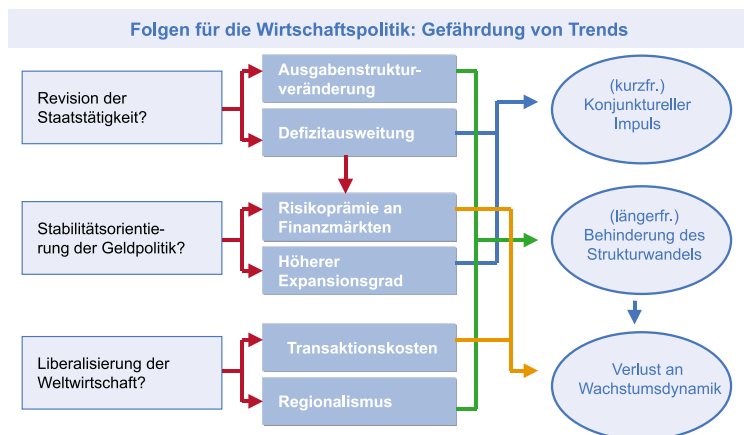 Folgen für die Wirtschaftspolitik: Gefährdung von Trends
Revision der
Staatstätigkeit?
Ausgabenstruktur-
veränderung
Defizitausweitung
(kurzfr.)
Konjunktureller
Impuls
Stabilitätsorientie-
rung der Geldpolitik?
Risikoprämie an
Finanzmärkten
Höherer
Expansionsgrad
(längerfr.)
Behinderung des
Strukturwandels
Liberalisierung der
Weltwirtschaft?
Transaktionskosten
Regionalismus
Verlust an
Wachstumsdynamik